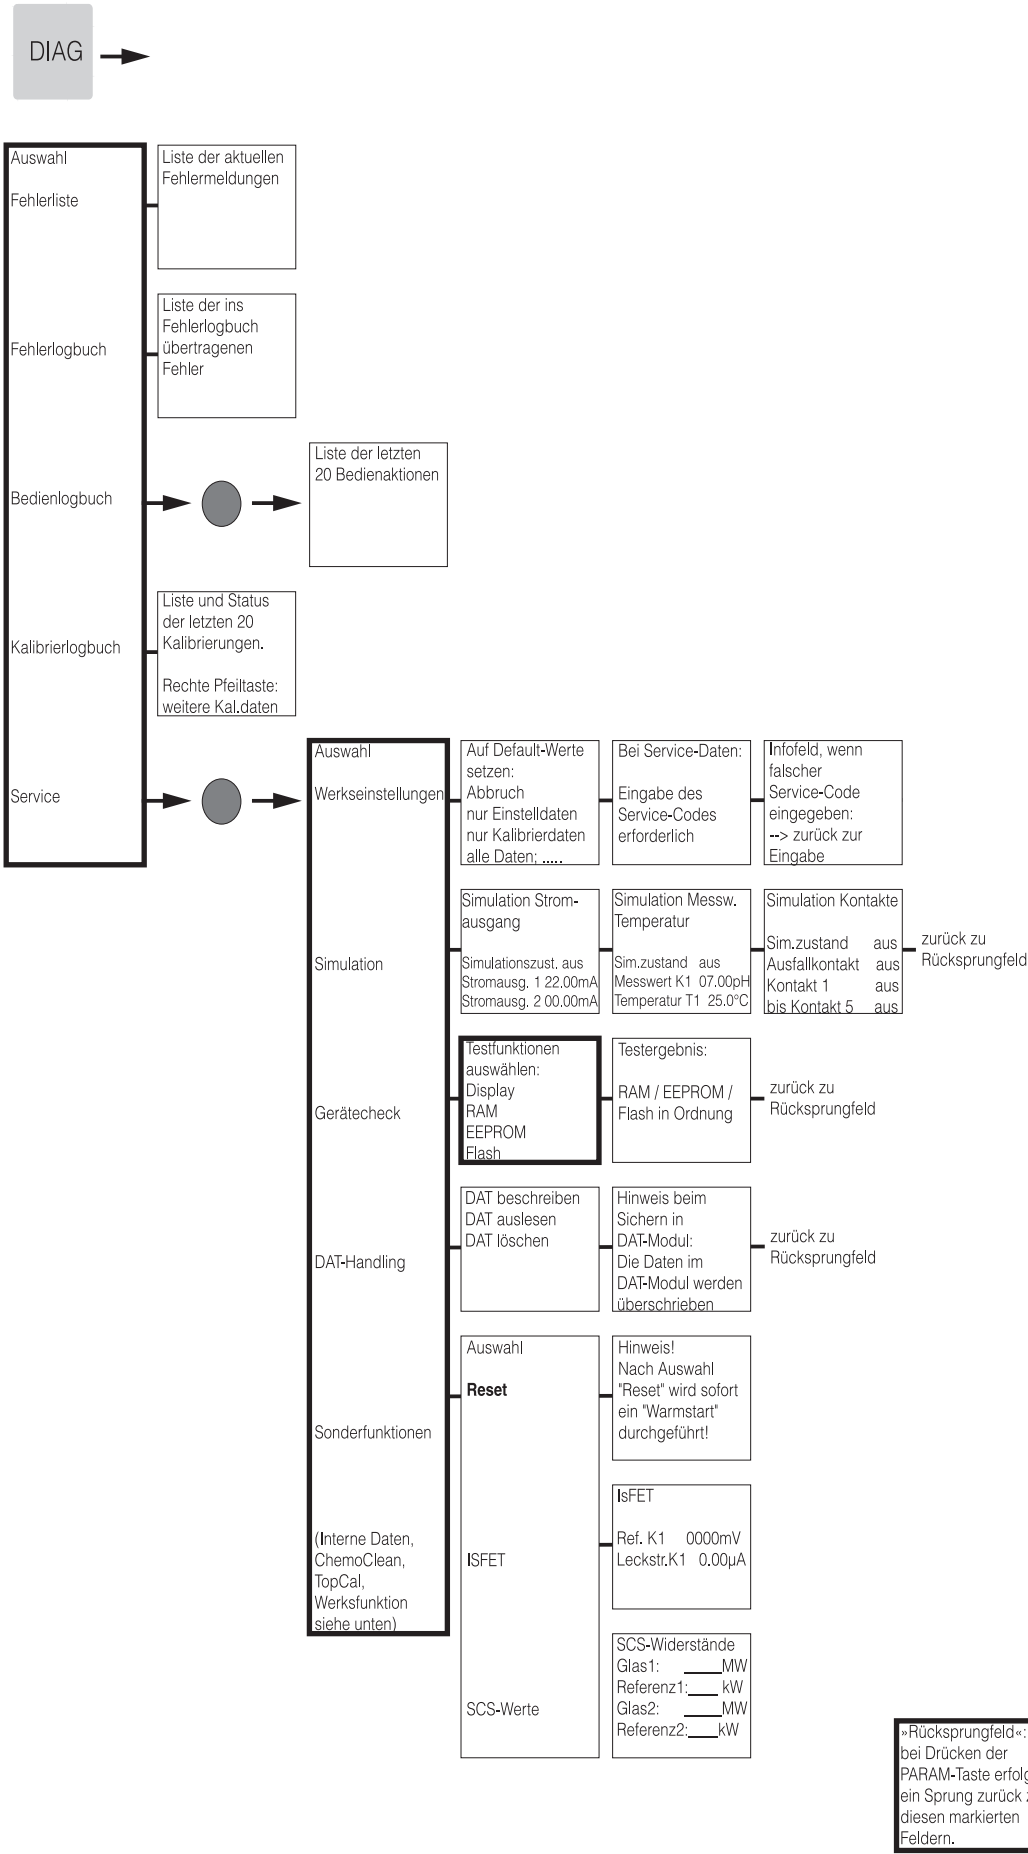 DIAG
Auswahl
Fehlerliste
Liste der aktuellen
Fehlermeldungen
Fehlerlogbuch
Liste der ins
Fehlerlogbuch
übertragenen
Fehler
Bedienlogbuch
Liste der letzten
20 Bedienaktionen
Kalibrierlogbuch
Liste und Status
der letzten 20
Kalibrierungen.
Rechte Pfeiltaste:
weitere Kal.daten
Service
Auswahl
Werkseinstellungen
Auf Default-Werte
setzen:
Abbruch
nur Einstelldaten
nur Kalibrierdaten
alle Daten; .....
Bei Service-Daten:
Eingabe des
Service-Codes
erforderlich
Infofeld, wenn
falscher
Service-Code
eingegeben:
--> zurück zur
Eingabe
Simulation
Simulation Strom-
ausgang
Simulationszust. aus
Stromausg. 1 22.00mA
Stromausg. 2 00.00mA
Simulation Messw.
Temperatur
Sim.zustand aus
Messwert K1 07.00pH
Temperatur T1 25.0°C
Simulation Kontakte
Sim.zustand aus
Ausfallkontakt aus
Kontakt 1 aus
bis Kontakt 5 aus
zurück zu
Rücksprungfeld
Gerätecheck
Testfunktionen
auswählen:
Display
RAM
EEPROM
Flash
Testergebnis:
RAM / EEPROM /
Flash in Ordnung
zurück zu
Rücksprungfeld
DAT-Handling
DAT beschreiben
DAT auslesen
DAT löschen
Hinweis beim
Sichern in
DAT-Modul:
Die Daten im
DAT-Modul werden
überschrieben
zurück zu
Rücksprungfeld
Sonderfunktionen
(Interne Daten,
ChemoClean,
TopCal,
Werksfunktion
siehe unten)
Auswahl
Reset
Hinweis!
Nach Auswahl
"Reset" wird sofort
ein "Warmstart"
durchgeführt!
ISFET
IsFET
Ref. K1 0000mV
Leckstr.K1 0.00µA
SCS-Werte
SCS-Widerstände
Glas1: ____MW
Referenz1:___ kW
Glas2: ____MW
Referenz2:___kW
»Rücksprungfeld«:
bei Drücken der
PARAM-Taste erfolg
ein Sprung zurück z
diesen markierten
Feldern.